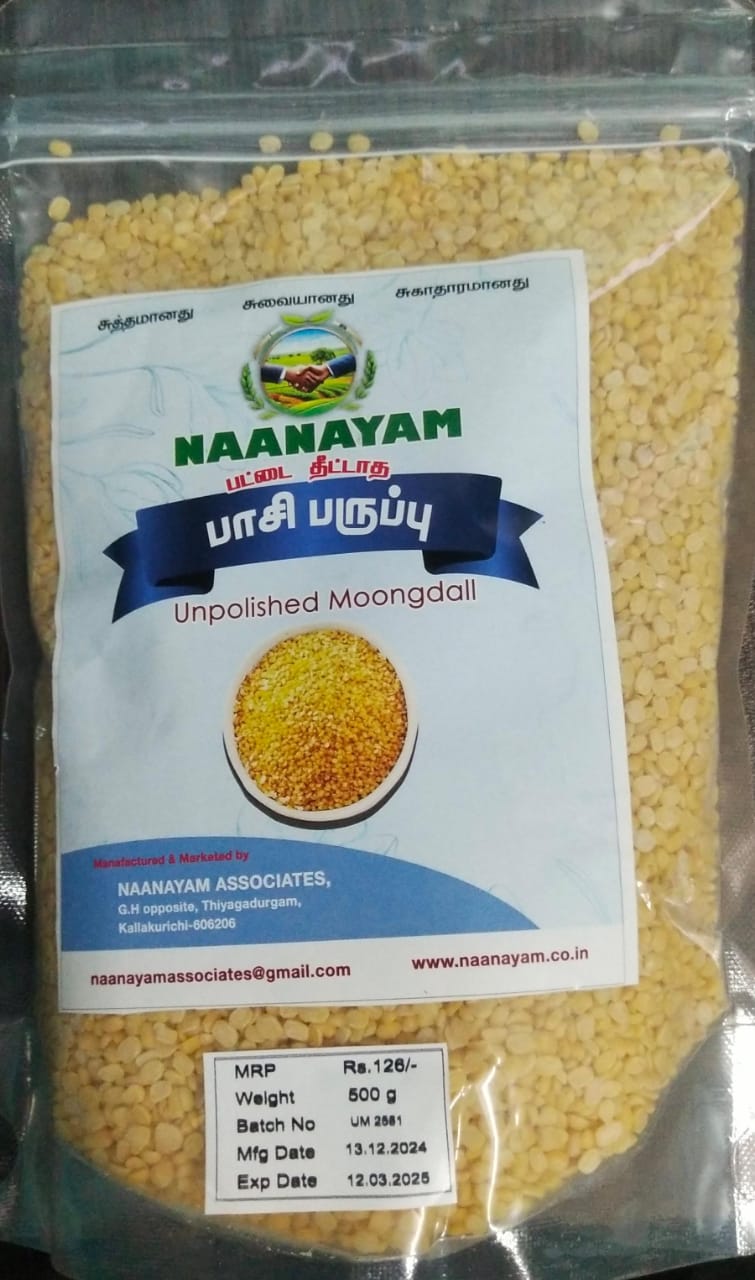 சுத்தமானது சுவையானது சுகாதாரமானது
NAANAYAM
பட்டை தீட்டாத
பாசி பருப்பு
Unpolished Moongdall
Manafactured & Marketed by
NAANAYAM ASSOCIATES,
G.H opposite, Thiyagadurgam,
Kallakurichi-606206
naanayamassociates@gmail.com www.naanayam.co.in
MRP Rs.126/-
Weight 500 g
Batch No UM 2561
Mfg Date 13.12.2024
Exp Date 12.03.2025